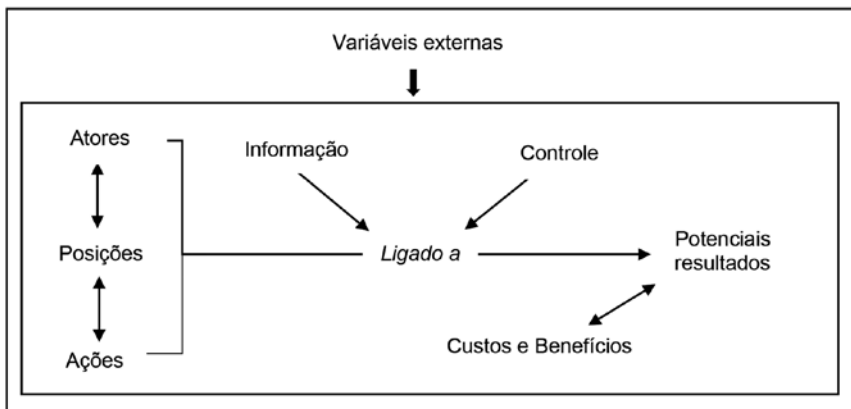 Variáveis externas
Atores
Informação
Controle
Posições
Ligado a
Potenciais
resultados
Custos e Benefícios
Ações